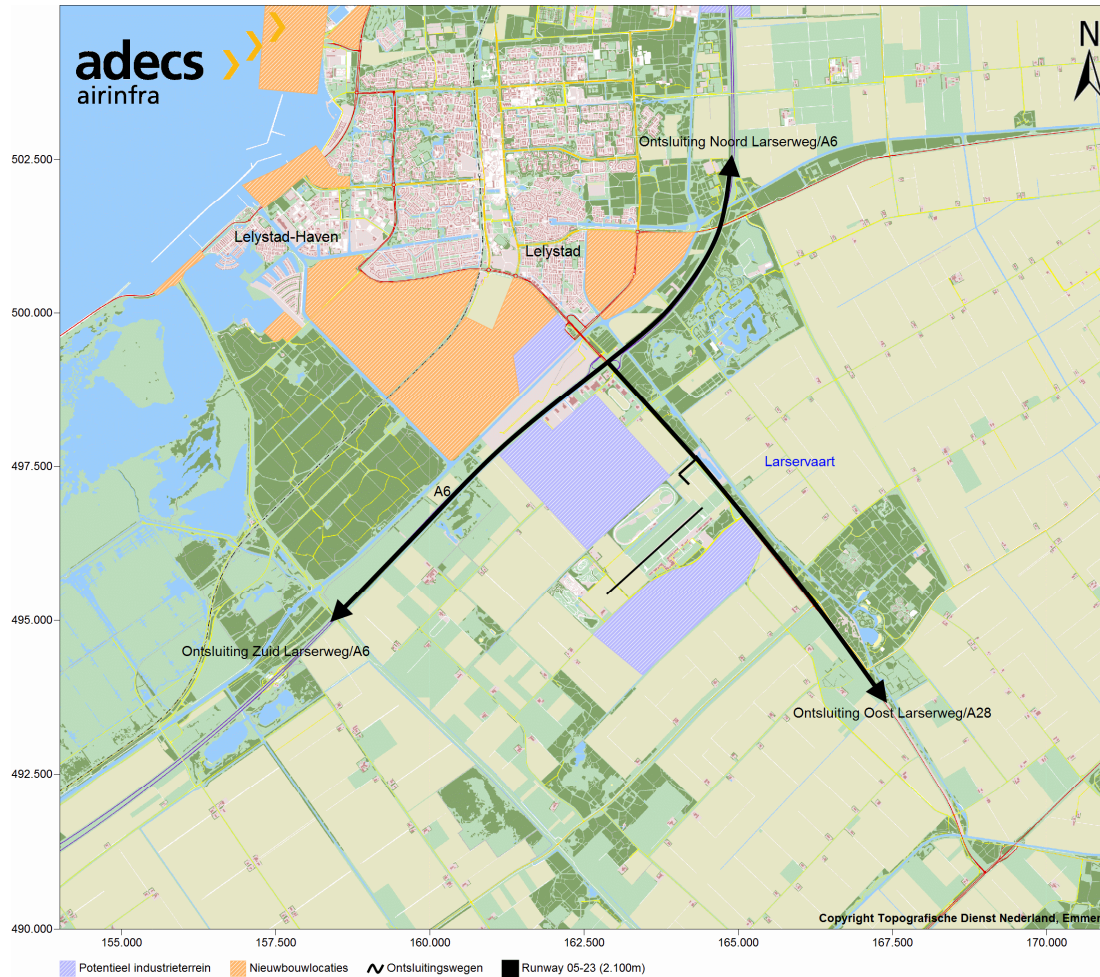 adecs
airinfra
N
Ontsluiting Noord Larserweg/A6
502.500
Lelystad-Haven
Lelystad
500.000
497.500
Larservaart
A6
495.000
Ontsluiting Zuid Larserweg/A6
Ontsluiting Oost Larserweg/A28
492.500
Copyright Topografische Dienst Nederland, Emmer
490.000
155.000 157.500 160.000 162.500 165.000 167.500 170.000
Potentieel industrieterrein Nieuwbouwlocaties Ontsluitingswegen Runway 05-23 (2.100m)